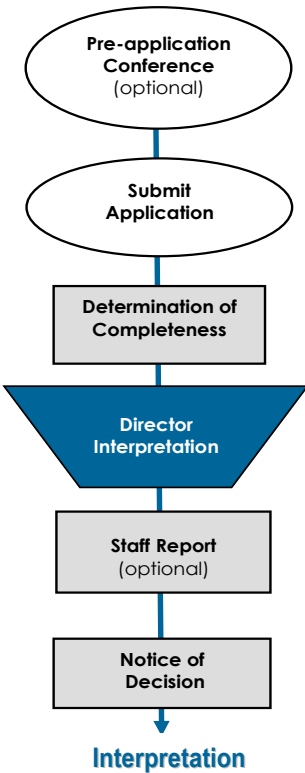 Pre-application
Conference
(optional)
Submit
Application
Determination of
Completeness
Director
Interpretation
Staff Report
(optional)
Notice of
Decision
Interpretation